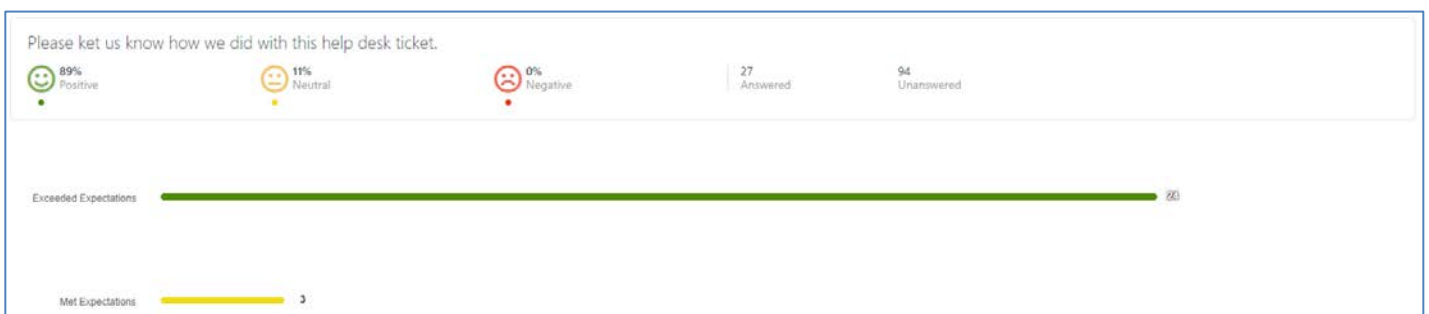 Please ket us know how we did with this help desk ticket.
89%
Positive
11%
Neutral
0%
Negative
27
Answered
94
Unanswered
Exceeded Expectations
Met Expectations
3